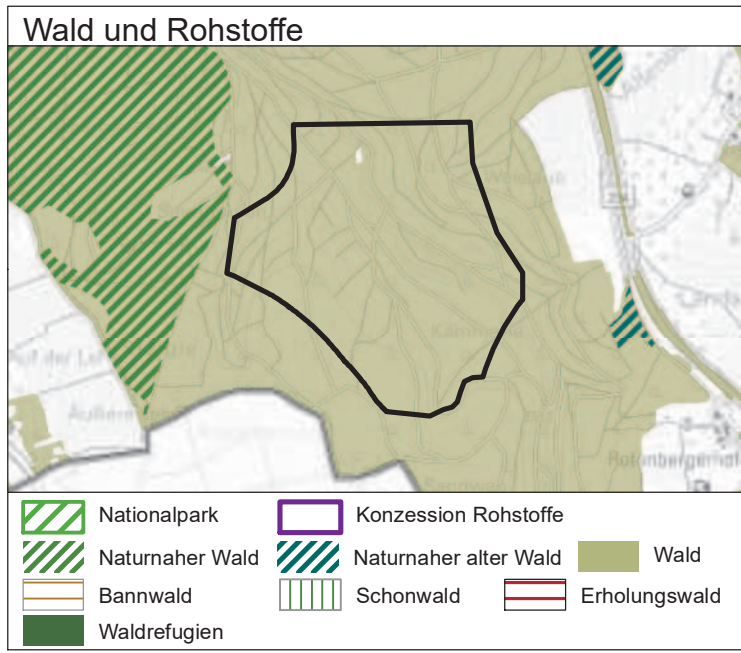 Wald und Rohstoffe
Nationalpark
Konzession Rohstoffe
Naturnaher Wald
Naturnaher alter Wald
Wald
Bannwald
Schonwald
Erholungswald
Waldrefugien